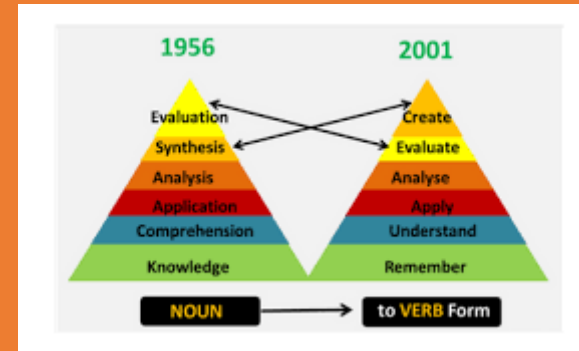 1956
2001
Evaluation
Synthesis
Analysis
Application
Comprehension
Knowledge
Create
Evaluate
Analyse
Apply
Understand
Remember
NOUN
to VERB Form